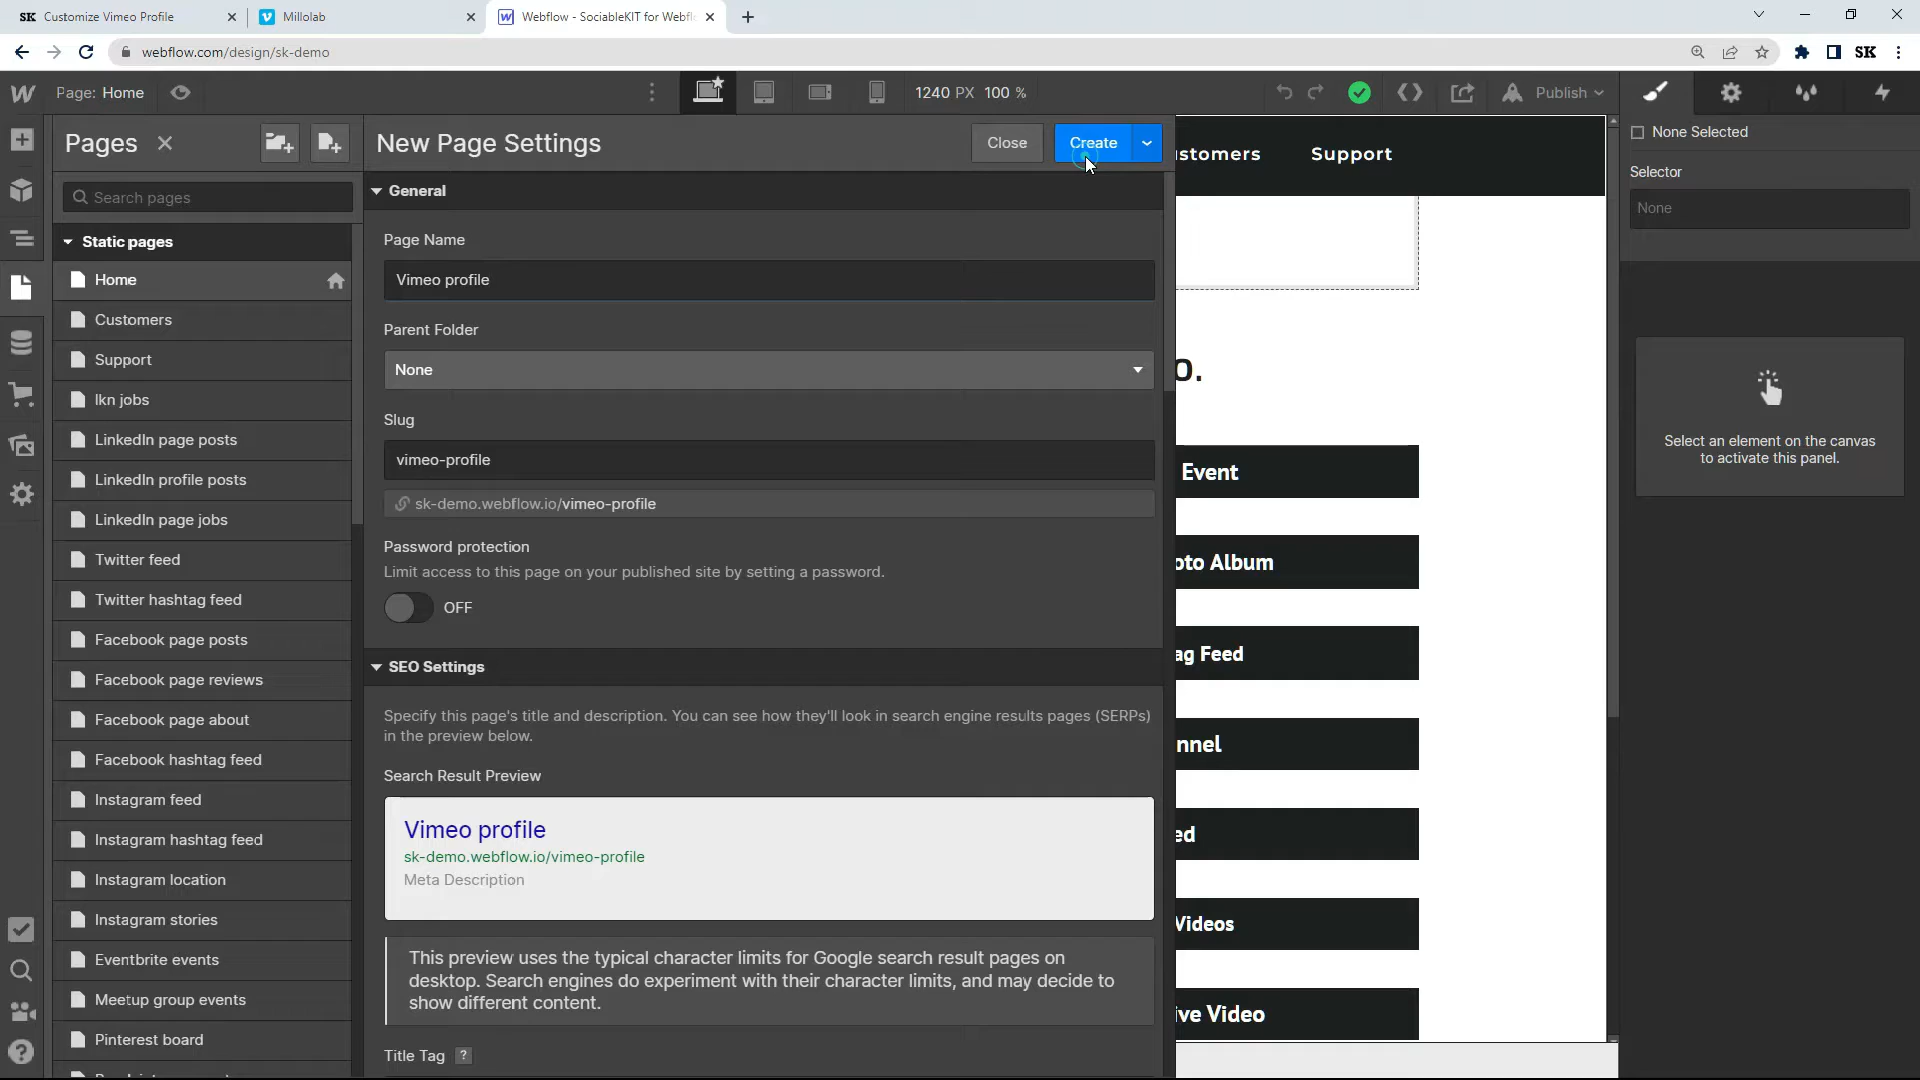 SK Customize Vimeo Profile
Millolab
Webflow - SociableKIT for Webfl
webflow.com/design/sk-demo
SK
Page: Home
1240 PX 100 %
Publish
Pages
New Page Settings
Close
Create
stomers
Support
None Selected
Search pages
General
Selector
None
Static pages
Page Name
Home
Vimeo profile
Customers
Parent Folder
Support
None
O.
lkn jobs
Slug
LinkedIn page posts
vimeo-profile
Select an element on the canvas
to activate this panel.
LinkedIn profile posts
Event
sk-demo.webflow.io/vimeo-profile
LinkedIn page jobs
Password protection
Twitter feed
Limit access to this page on your published site by setting a password.
oto Album
Twitter hashtag feed
OFF
Facebook page posts
ag Feed
SEO Settings
Facebook page reviews
Facebook page about
Specify this page's title and description. You can see how they'll look in search engine results pages (SERPs)
in the preview below.
nnel
Facebook hashtag feed
Search Result Preview
Instagram feed
Vimeo profile
ed
Instagram hashtag feed
sk-demo.webflow.io/vimeo-profile
Instagram location
Meta Description
Instagram stories
Videos
Eventbrite events
This preview uses the typical character limits for Google search result pages on
desktop. Search engines do experiment with their character limits, and may decide to
show different content.
Meetup group events
ive Video
Pinterest board
Title Tag ?